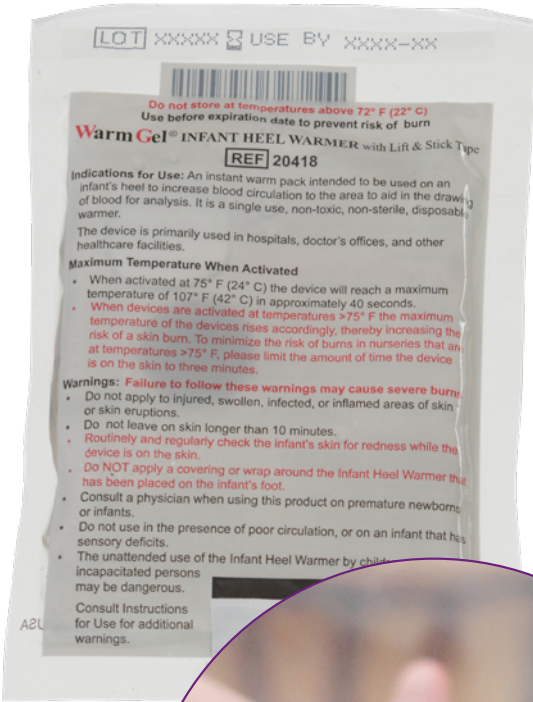 LOT XXXXX USE BY XXXX-XX
Do not store at temperatures above 72° F (22° C)
Use before expiration date to prevent risk of burn
WarmGel® INFANT HEEL WARMER with Lift & Stick Tape
REF 20418
Indications for Use: An instant warm pack intended to be used on an
infant's heel to increase blood circulation to the area to aid in the drawing
of blood for analysis. It is a single use, non-toxic, non-sterile, disposable
warmer.
The device is primarily used in hospitals, doctor's offices, and other
healthcare facilities.
Maximum Temperature When Activated
• When activated at 75° F (24° C) the device will reach a maximum
temperature of 107° F (42° C) in approximately 40 seconds.
• When devices are activated at temperatures >75° F the maximum
temperature of the devices rises accordingly, thereby increasing the
risk of a skin burn. To minimize the risk of burns in nurseries that are
at temperatures >75° F, please limit the amount of time the device
is on the skin to three minutes.
Warnings: Failure to follow these warnings may cause severe burns.
• Do not apply to injured, swollen, infected, or inflamed areas of skin
or skin eruptions.
• Do not leave on skin longer than 10 minutes.
• Routinely and regularly check the infant's skin for redness while the
device is on the skin.
• Do NOT apply a covering or wrap around the Infant Heel Warmer that
has been placed on the infant's foot.
• Consult a physician when using this product on premature newborns
or infants.
• Do not use in the presence of poor circulation, or on an infant that has
sensory deficits.
• The unattended use of the Infant Heel Warmer by
incapacitated persons
may be dangerous.
Consult Instructions
for Use for additional
warnings.
USA